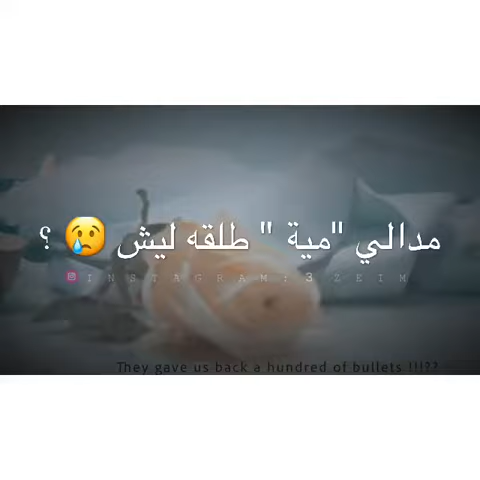 مدالي "مية " طلقه ليش 😢 ؟
INSTAGRAM: 3ZEIM
They gave us back a hundred of bullets !!!??